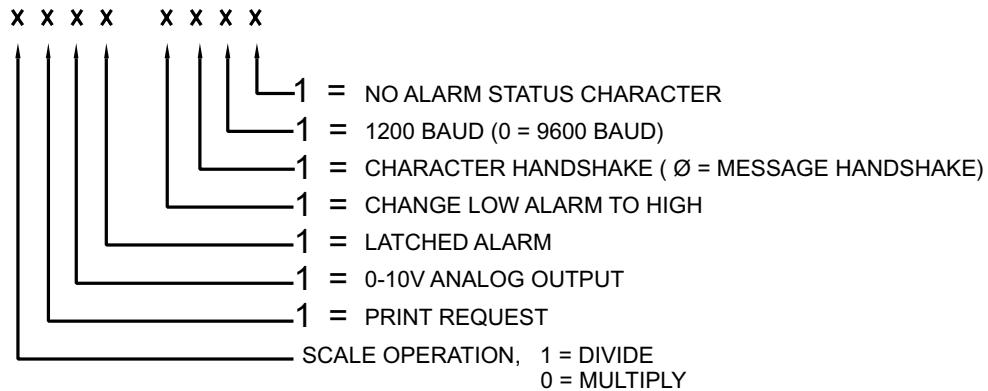 X X X X X X X X
1 = NO ALARM STATUS CHARACTER
1 = 1200 BAUD (0 = 9600 BAUD)
1 = CHARACTER HANDSHAKE ( Ø = MESSAGE HANDSHAKE)
1 = CHANGE LOW ALARM TO HIGH
1 = LATCHED ALARM
1 = 0-10V ANALOG OUTPUT
1 = PRINT REQUEST
SCALE OPERATION, 1 = DIVIDE
0 = MULTIPLY